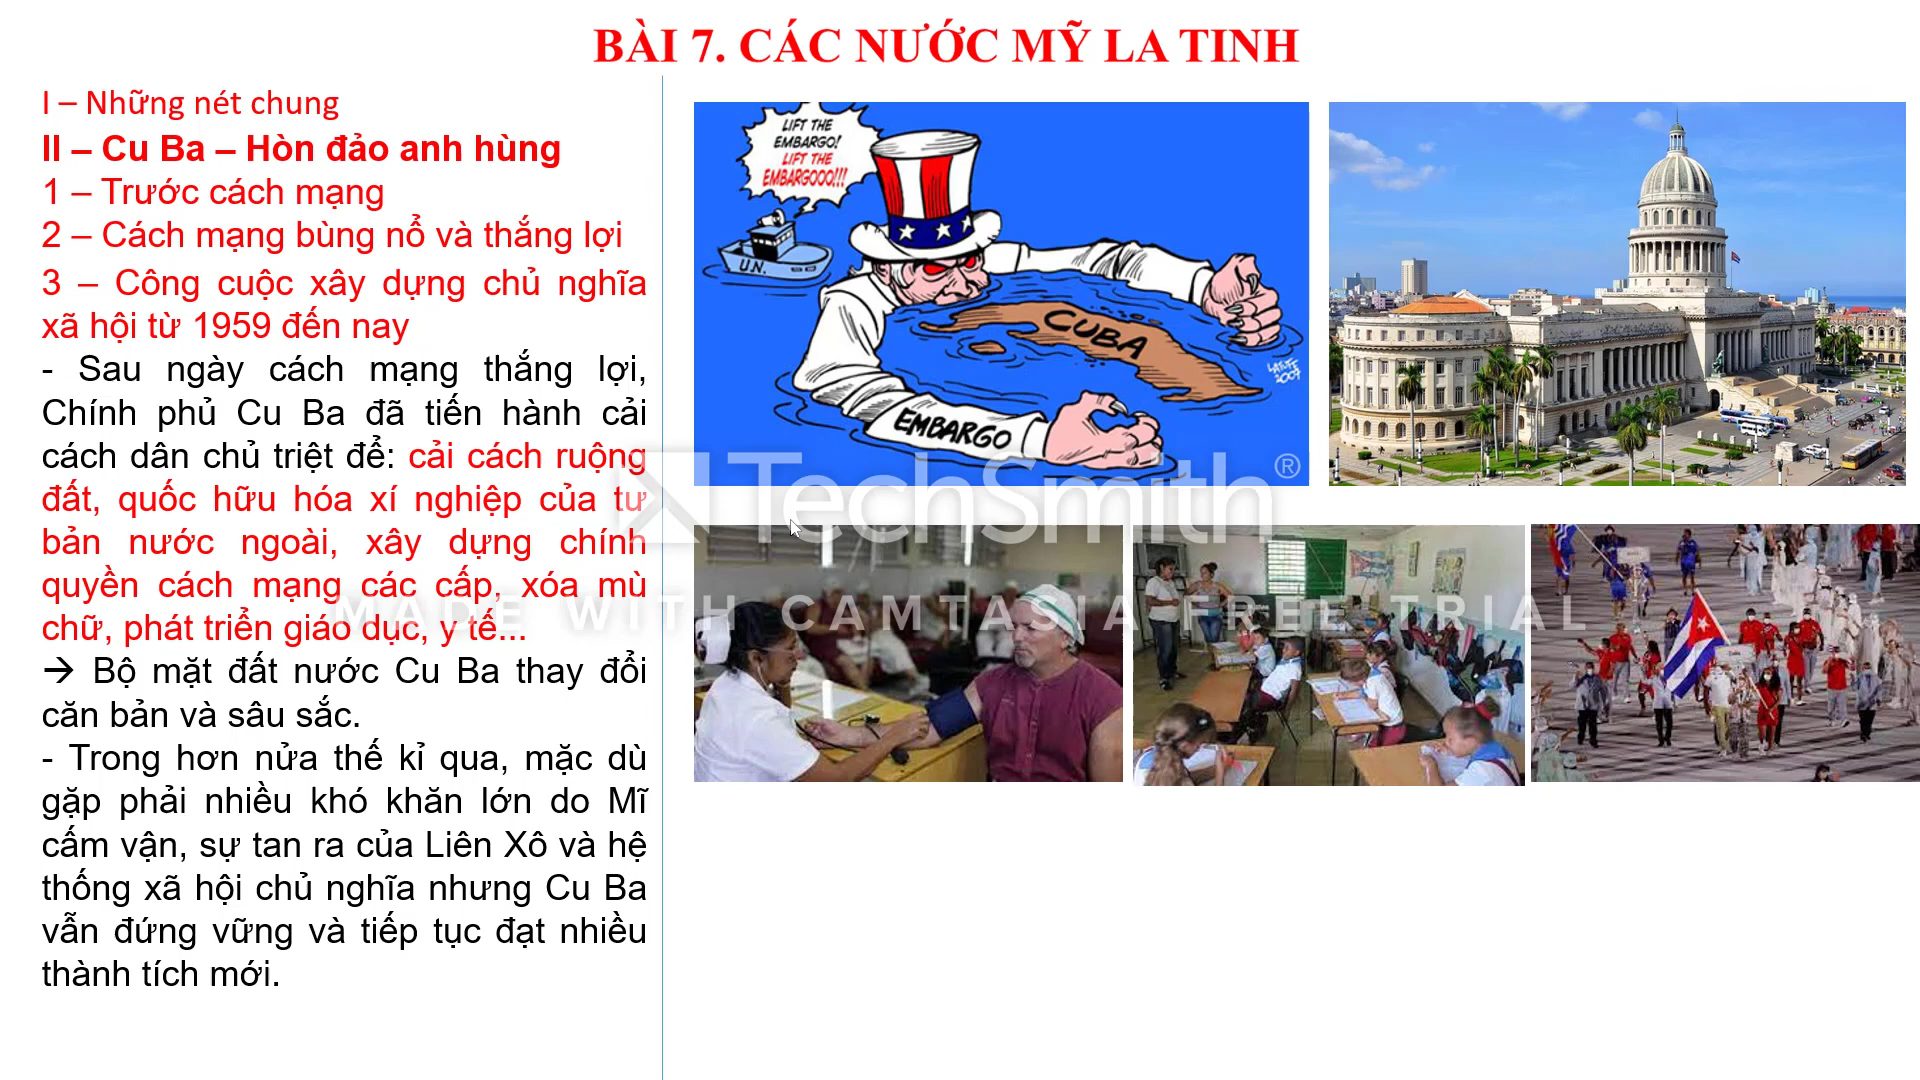 BÀI 7. CÁC NƯỚC MỸ LA TINH
I – Những nét chung
II – Cu Ba – Hòn đảo anh hùng
1 – Trước cách mạng
2 – Cách mạng bùng nổ và thắng lợi
3 – Công cuộc xây dựng chủ nghĩa
xã hội từ 1959 đến nay
- Sau ngày cách mạng thắng lợi,
Chính phủ Cu Ba đã tiến hành cải
cách dân chủ triệt để: cải cách ruộng
đất, quốc hữu hóa xí nghiệp của tư
bản nước ngoài, xây dựng chính
quyền cách mạng các cấp, xóa mù
chữ, phát triển giáo dục, y tế...
→ Bộ mặt đất nước Cu Ba thay đổi
căn bản và sâu sắc.
- Trong hơn nửa thế kỉ qua, mặc dù
gặp phải nhiều khó khăn lớn do Mĩ
cấm vận, sự tan ra của Liên Xô và hệ
thống xã hội chủ nghĩa nhưng Cu Ba
vẫn đứng vững và tiếp tục đạt nhiều
thành tích mới.
LIFT THE
EMBARGO!
LIFT THE
EMBARGOOO!!!
U.N.
CUBA
EMBARGO
LATUFF
2007
TechSmith®
MADE WITH CAMTASIA FREE TRIAL